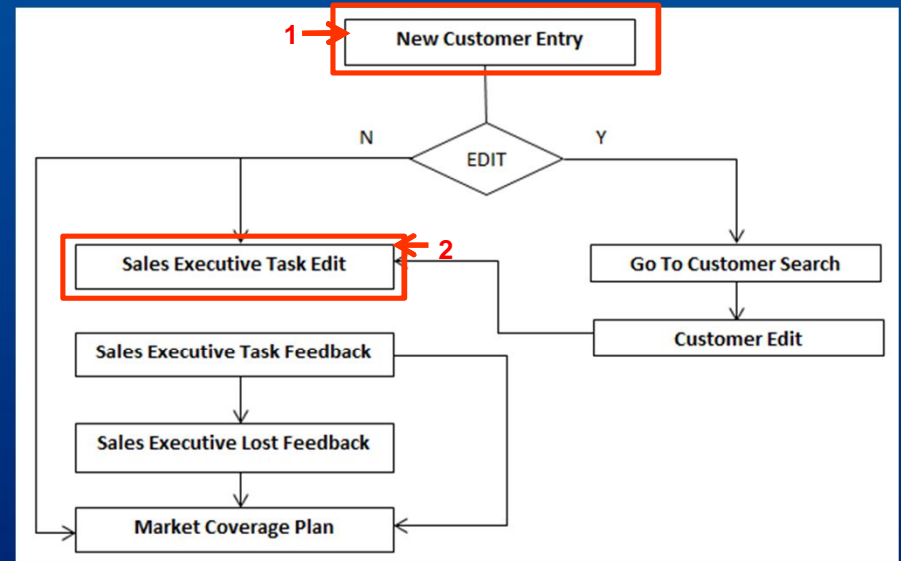 1
New Customer Entry
N
Y
EDIT
2
Sales Executive Task Edit
Go To Customer Search
Customer Edit
Sales Executive Task Feedback
Sales Executive Lost Feedback
Market Coverage Plan